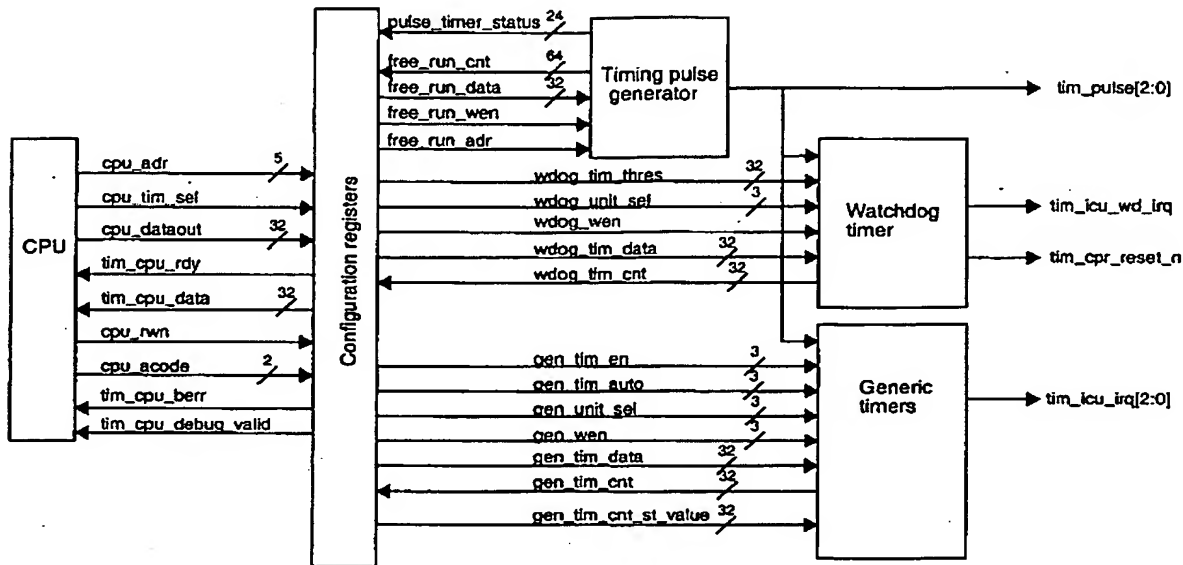 CPU
cpu_adr 5
cpu_tim_sel
cpu_dataout 32
tim_cpu_rdy
tim_cpu_data 32
cpu_rwn
cpu_acode 2
tim_cpu_berr
tim_cpu_debug_valid
Configuration registers
pulse_timer_status 24
free_run_cnt 64
free_run_data 32
free_run_wen
free_run_adr
Timing pulse
generator
tim_pulse[2:0]
wdog_tim_thres 32
wdog_unit_sel 3
wdog_wen
wdog_tim_data 32
wdog_tim_cnt 32
Watchdog
timer
tim_icu_wd_irq
tim_cpr_reset_n
gen_tim_en 3
gen_tim_auto 3
gen_unit_sel 3
gen_wen 3
gen_tim_data 32
gen_tim_cnt 32
gen_tim_cnt_st_value 32
Generic
timers
tim_icu_irq[2:0]